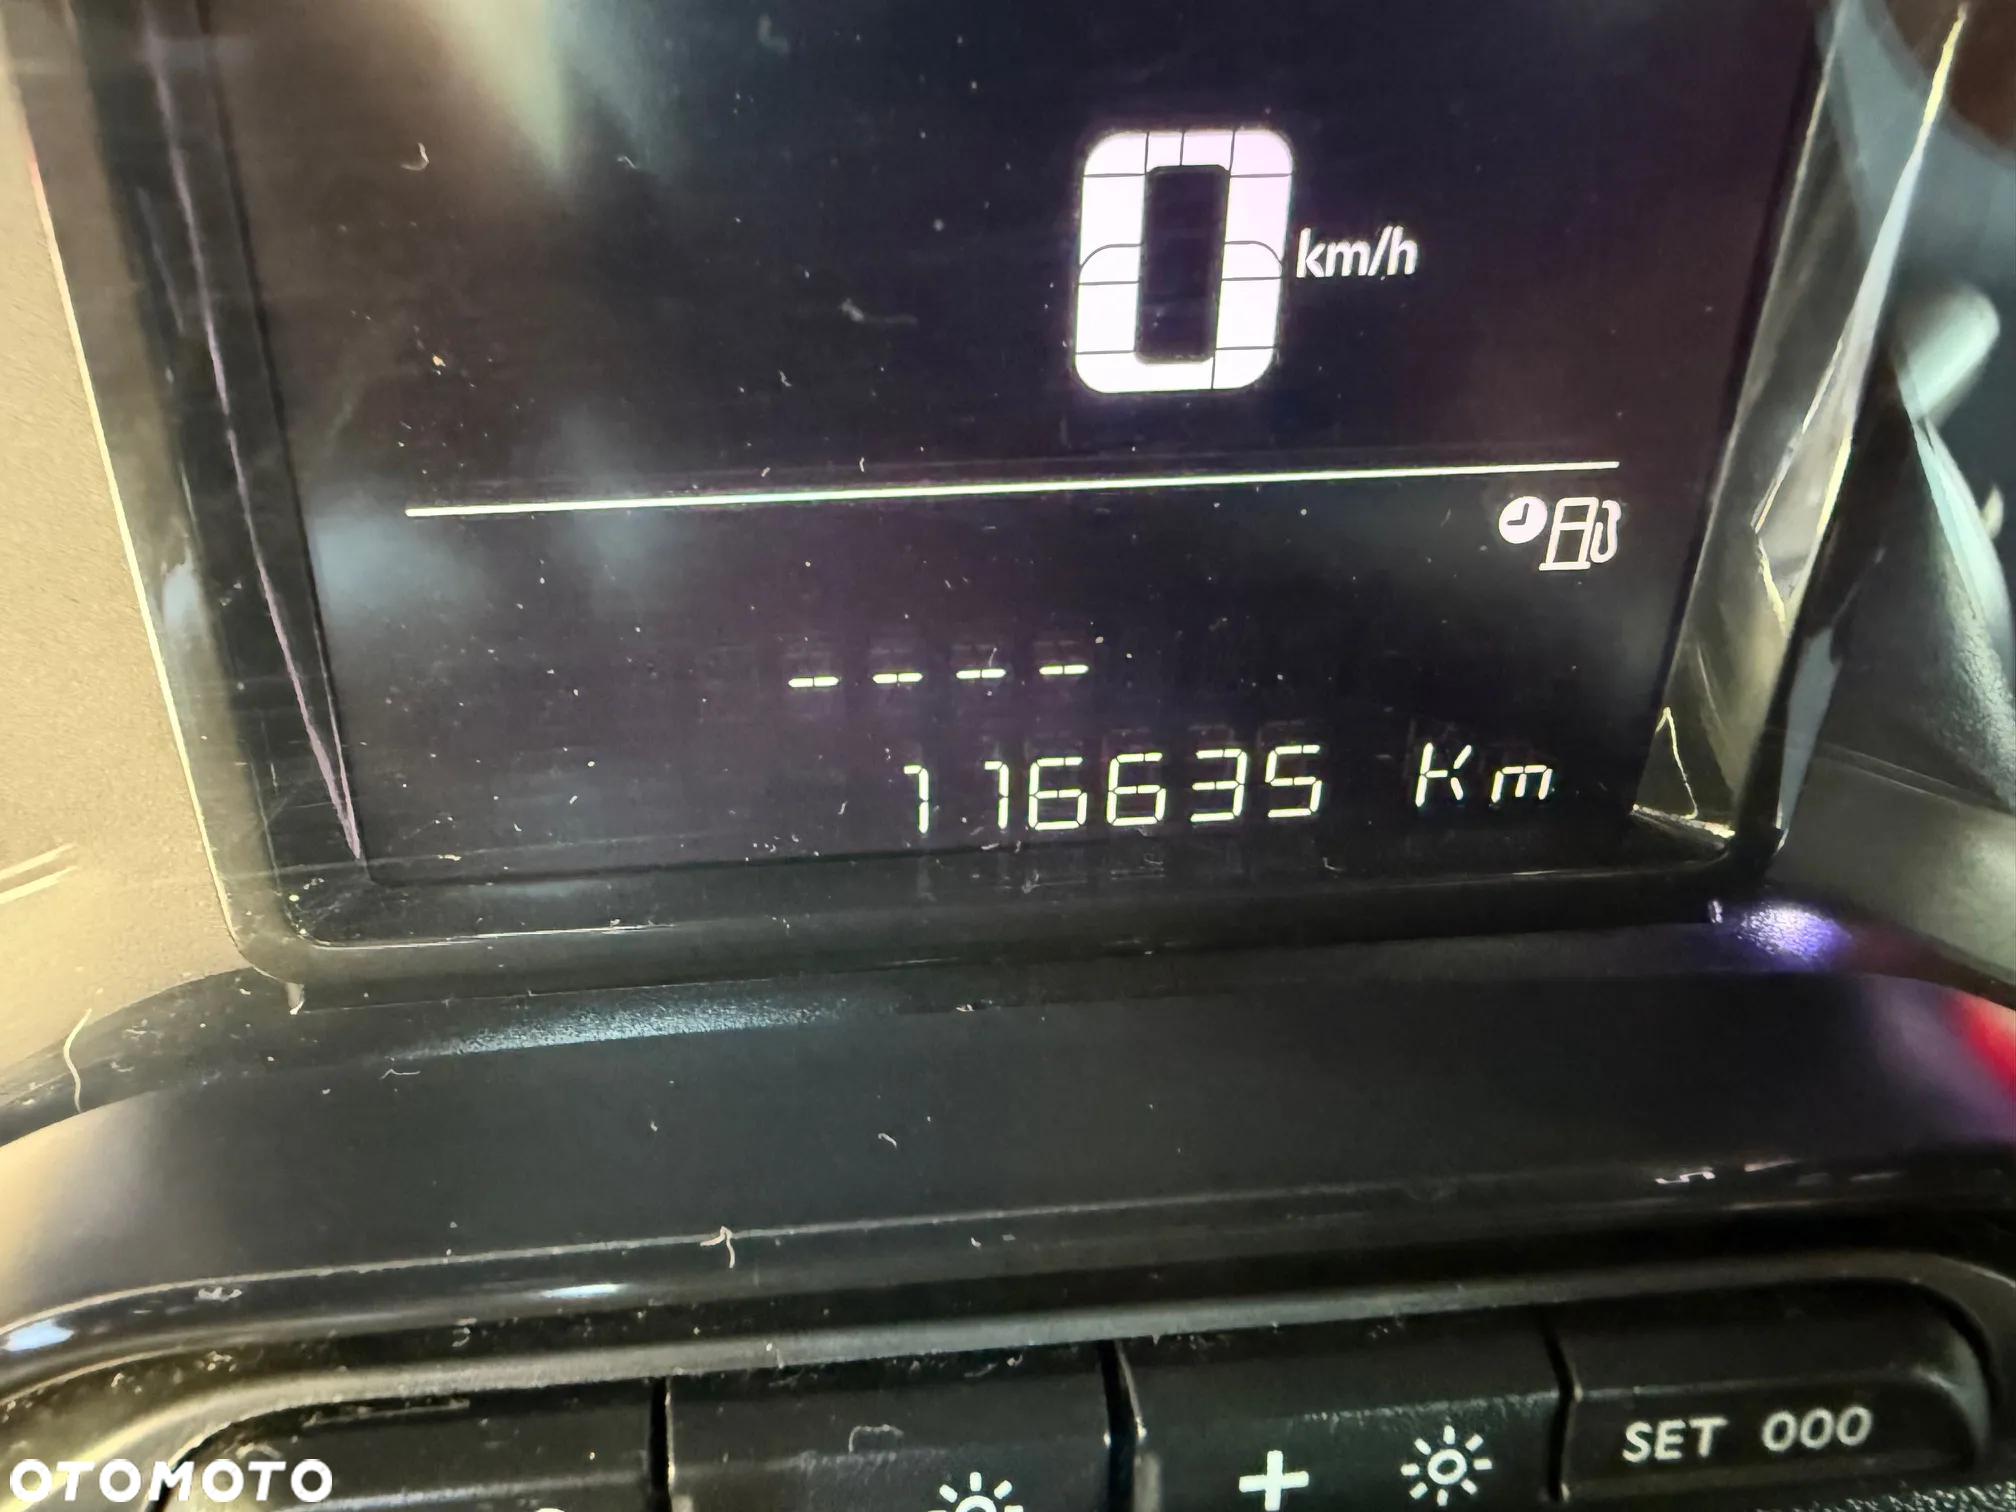 0 km/h
- - - -
116635 Km
SET 000
OTOMOTO